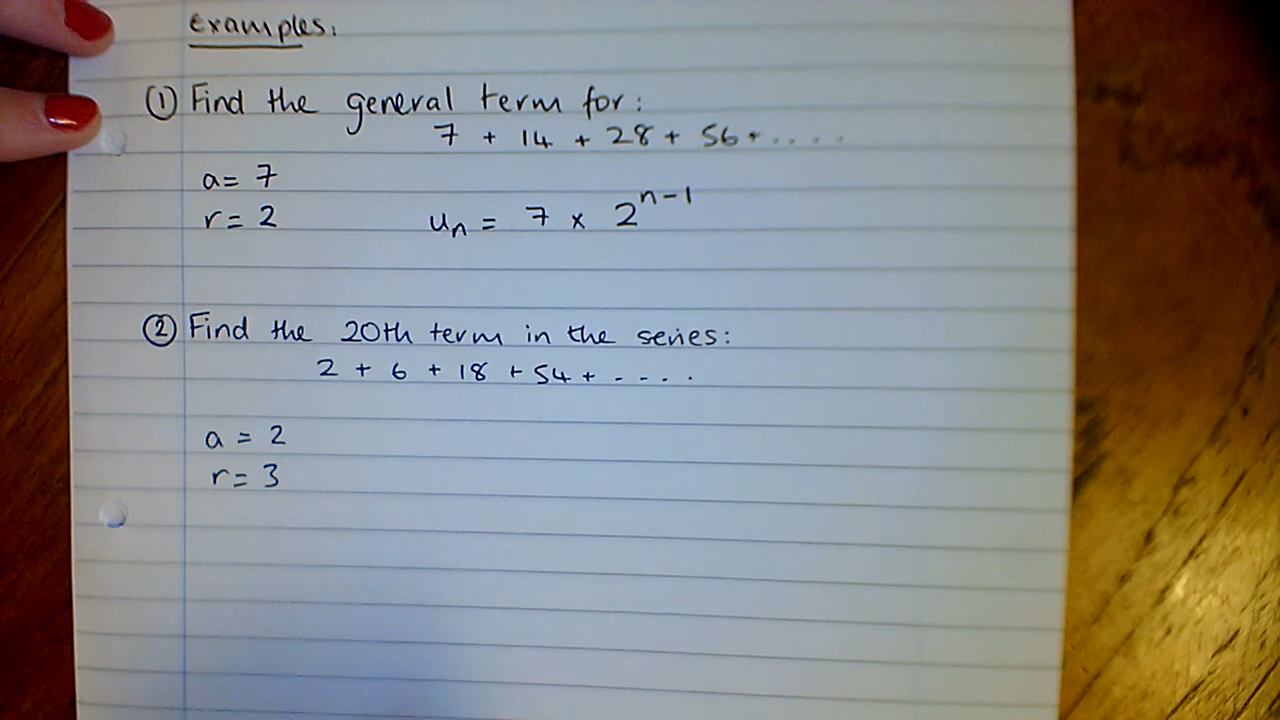 examples:
① Find the general term for:
7 + 14 + 28 + 56 + ....
a = 7
r = 2
uₙ = 7 × 2ⁿ⁻¹
② Find the 20th term in the series:
2 + 6 + 18 + 54 + ....
a = 2
r = 3